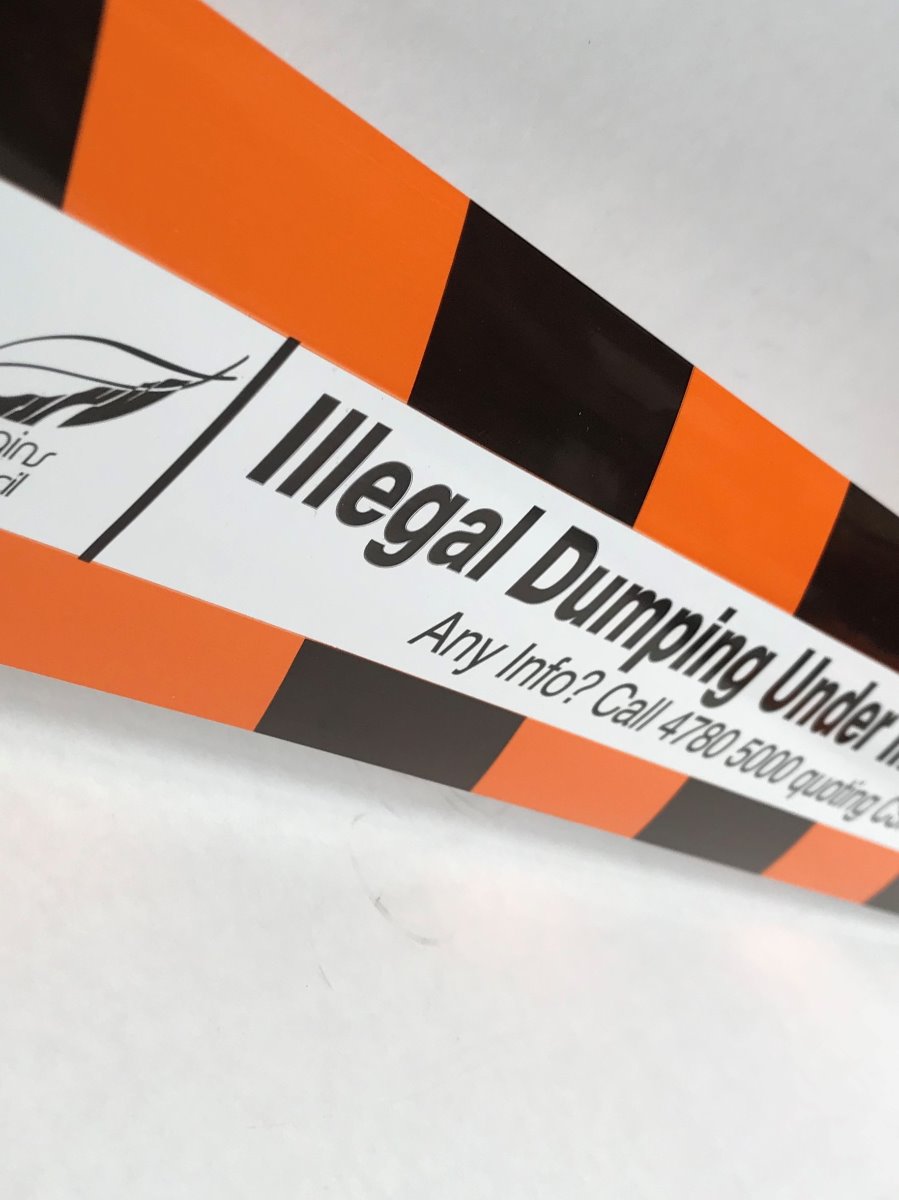 Illegal Dumping Under
Any Info? Call 4780 5000 quoting